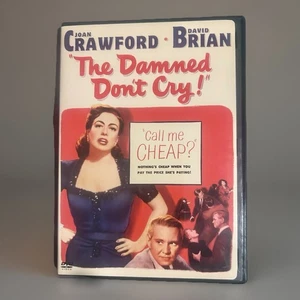 JOAN DAVID
CRAWFORD • BRIAN
"The Damned
Don't Cry!"
'Call me
CHEAP?'
NOTHING'S CHEAP WHEN YOU
PAY THE PRICE SHE'S PAYING!
DVD